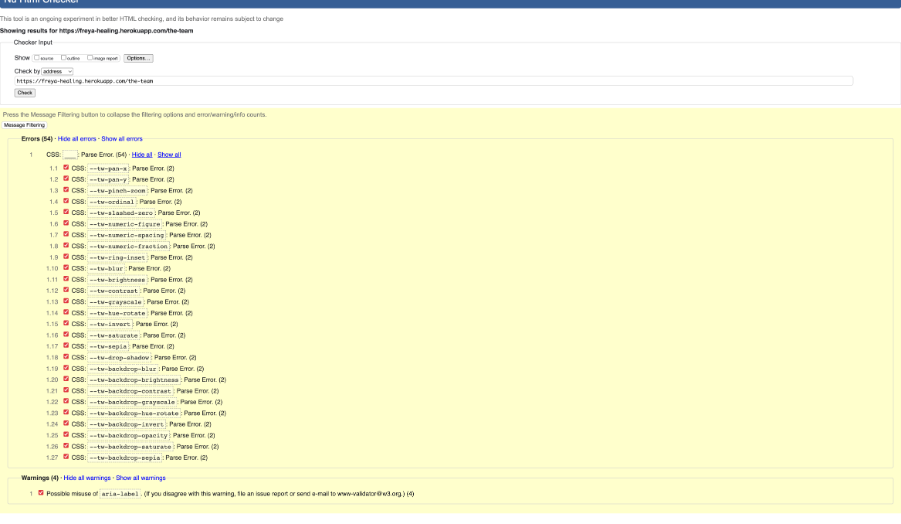 Nu Html Checker
This tool is an ongoing experiment in better HTML checking, and its behavior remains subject to change
Showing results for https://freya-healing.herokuapp.com/the-team
Checker Input
Show source outline image report Options...
Check by address
https://freya-healing.herokuapp.com/the-team
Check
Press the Message Filtering button to collapse the filtering options and error/warning/info counts.
Message Filtering
Errors (54) · Hide all errors · Show all errors
1 CSS: ____: Parse Error. (54) · Hide all · Show all
1.1 CSS: --tw-pan-x: Parse Error. (2)
1.2 CSS: --tw-pan-y: Parse Error. (2)
1.3 CSS: --tw-pinch-zoom: Parse Error. (2)
1.4 CSS: --tw-ordinal: Parse Error. (2)
1.5 CSS: --tw-slashed-zero: Parse Error. (2)
1.6 CSS: --tw-numeric-figure: Parse Error. (2)
1.7 CSS: --tw-numeric-spacing: Parse Error. (2)
1.8 CSS: --tw-numeric-fraction: Parse Error. (2)
1.9 CSS: --tw-ring-inset: Parse Error. (2)
1.10 CSS: --tw-blur: Parse Error. (2)
1.11 CSS: --tw-brightness: Parse Error. (2)
1.12 CSS: --tw-contrast: Parse Error. (2)
1.13 CSS: --tw-grayscale: Parse Error. (2)
1.14 CSS: --tw-hue-rotate: Parse Error. (2)
1.15 CSS: --tw-invert: Parse Error. (2)
1.16 CSS: --tw-saturate: Parse Error. (2)
1.17 CSS: --tw-sepia: Parse Error. (2)
1.18 CSS: --tw-drop-shadow: Parse Error. (2)
1.19 CSS: --tw-backdrop-blur: Parse Error. (2)
1.20 CSS: --tw-backdrop-brightness: Parse Error. (2)
1.21 CSS: --tw-backdrop-contrast: Parse Error. (2)
1.22 CSS: --tw-backdrop-grayscale: Parse Error. (2)
1.23 CSS: --tw-backdrop-hue-rotate: Parse Error. (2)
1.24 CSS: --tw-backdrop-invert: Parse Error. (2)
1.25 CSS: --tw-backdrop-opacity: Parse Error. (2)
1.26 CSS: --tw-backdrop-saturate: Parse Error. (2)
1.27 CSS: --tw-backdrop-sepia: Parse Error. (2)
Warnings (4) · Hide all warnings · Show all warnings
1 Possible misuse of aria-label. (If you disagree with this warning, file an issue report or send e-mail to www-validator@w3.org.) (4)